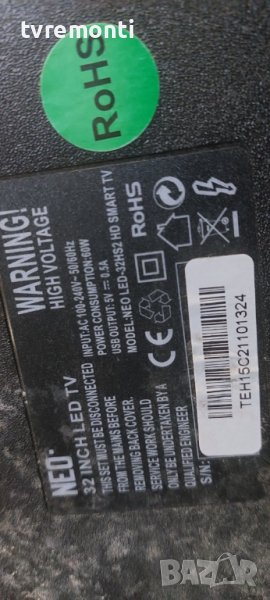 tvremonti
RoHS
WARNING!
HIGH VOLTAGE
NEO
32 INCH LED TV
INPUT:AC 100-240V~ 50/60Hz
POWER CONSUMPTION:60W
USB OUTPUT: 5V ⎓ 0.5A
MODEL:NEO LED-32HS2 HD SMART TV
THIS SET MUST BE DISCONNECTED
FROM THE MAINS BEFORE
REMOVING BACK COVER.
SERVICE WORK SHOULD
ONLY BE UNDERTAKEN BY A
QUALIFIED ENGINEER
CE
RoHS
S/N:
TEH15C21101324
BAZAR